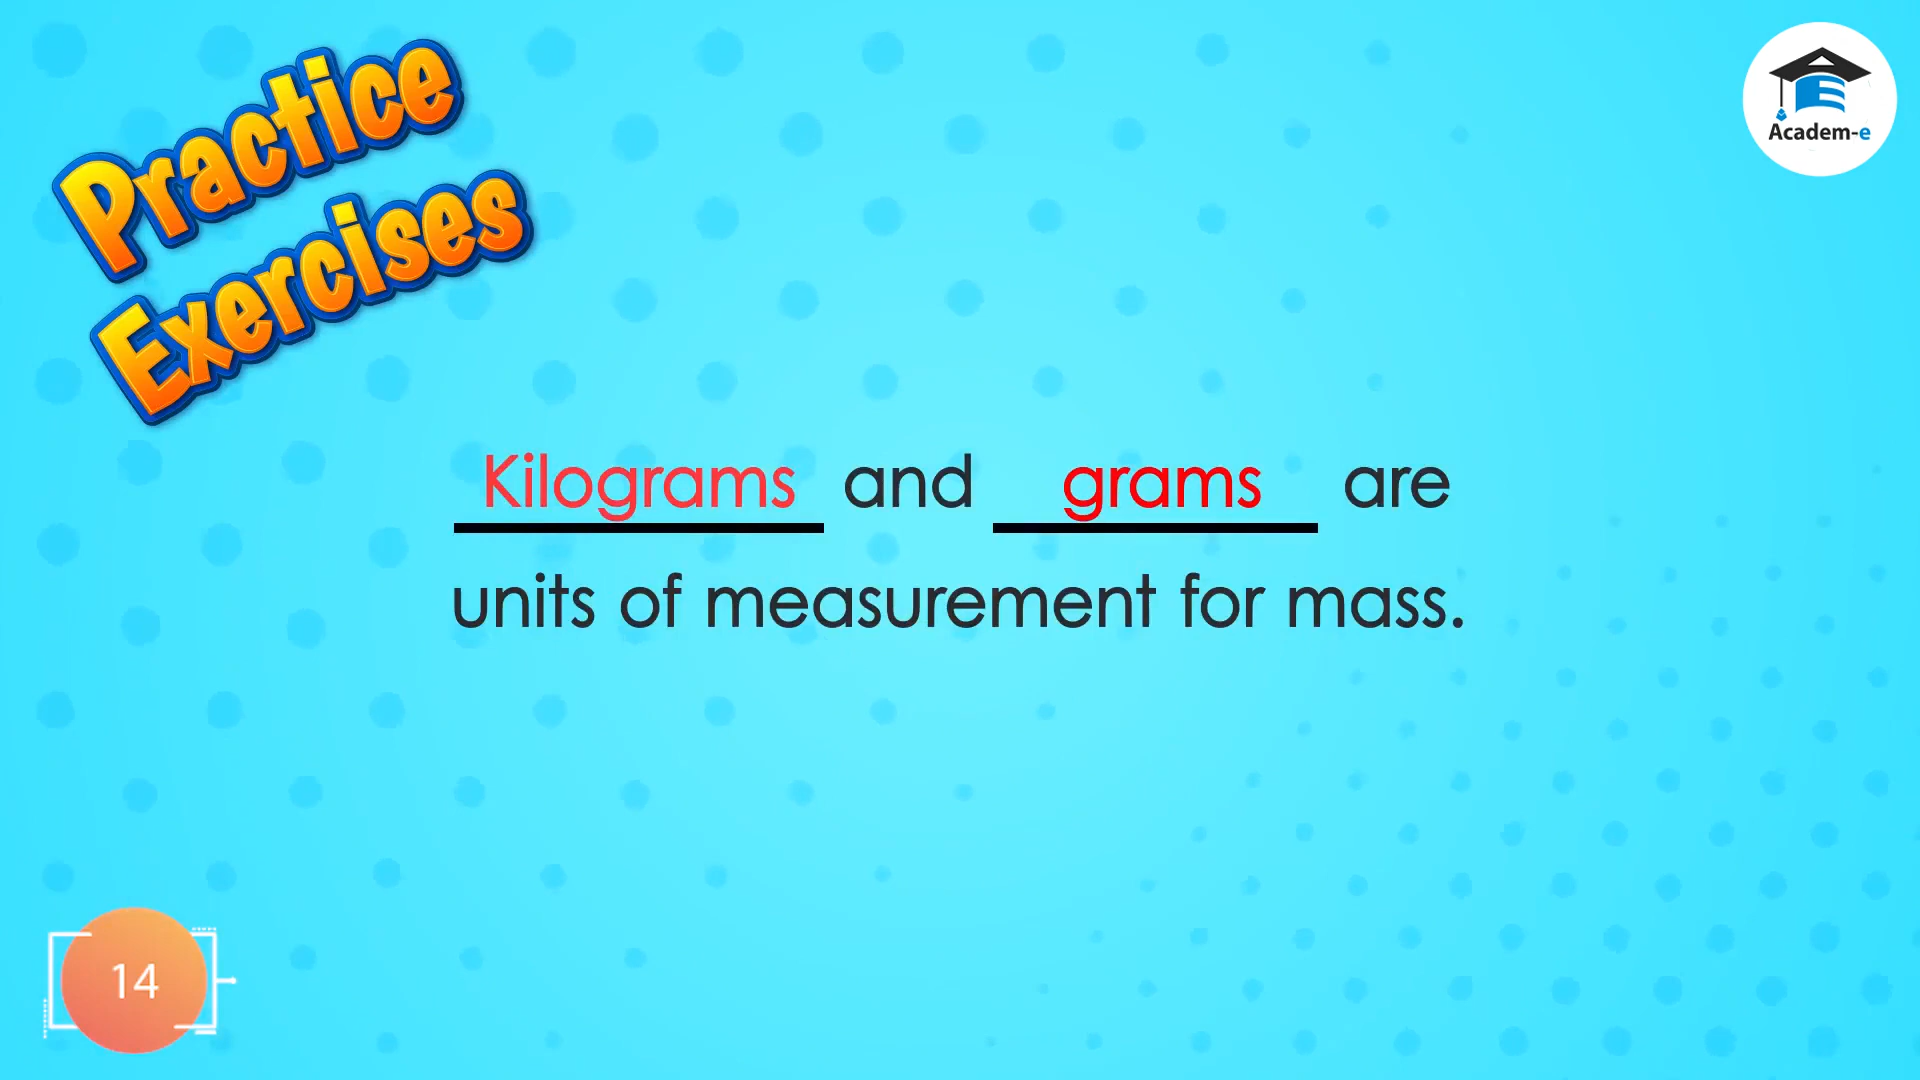 Practice
Exercises
Academ-e
Kilograms and grams are
units of measurement for mass.
14